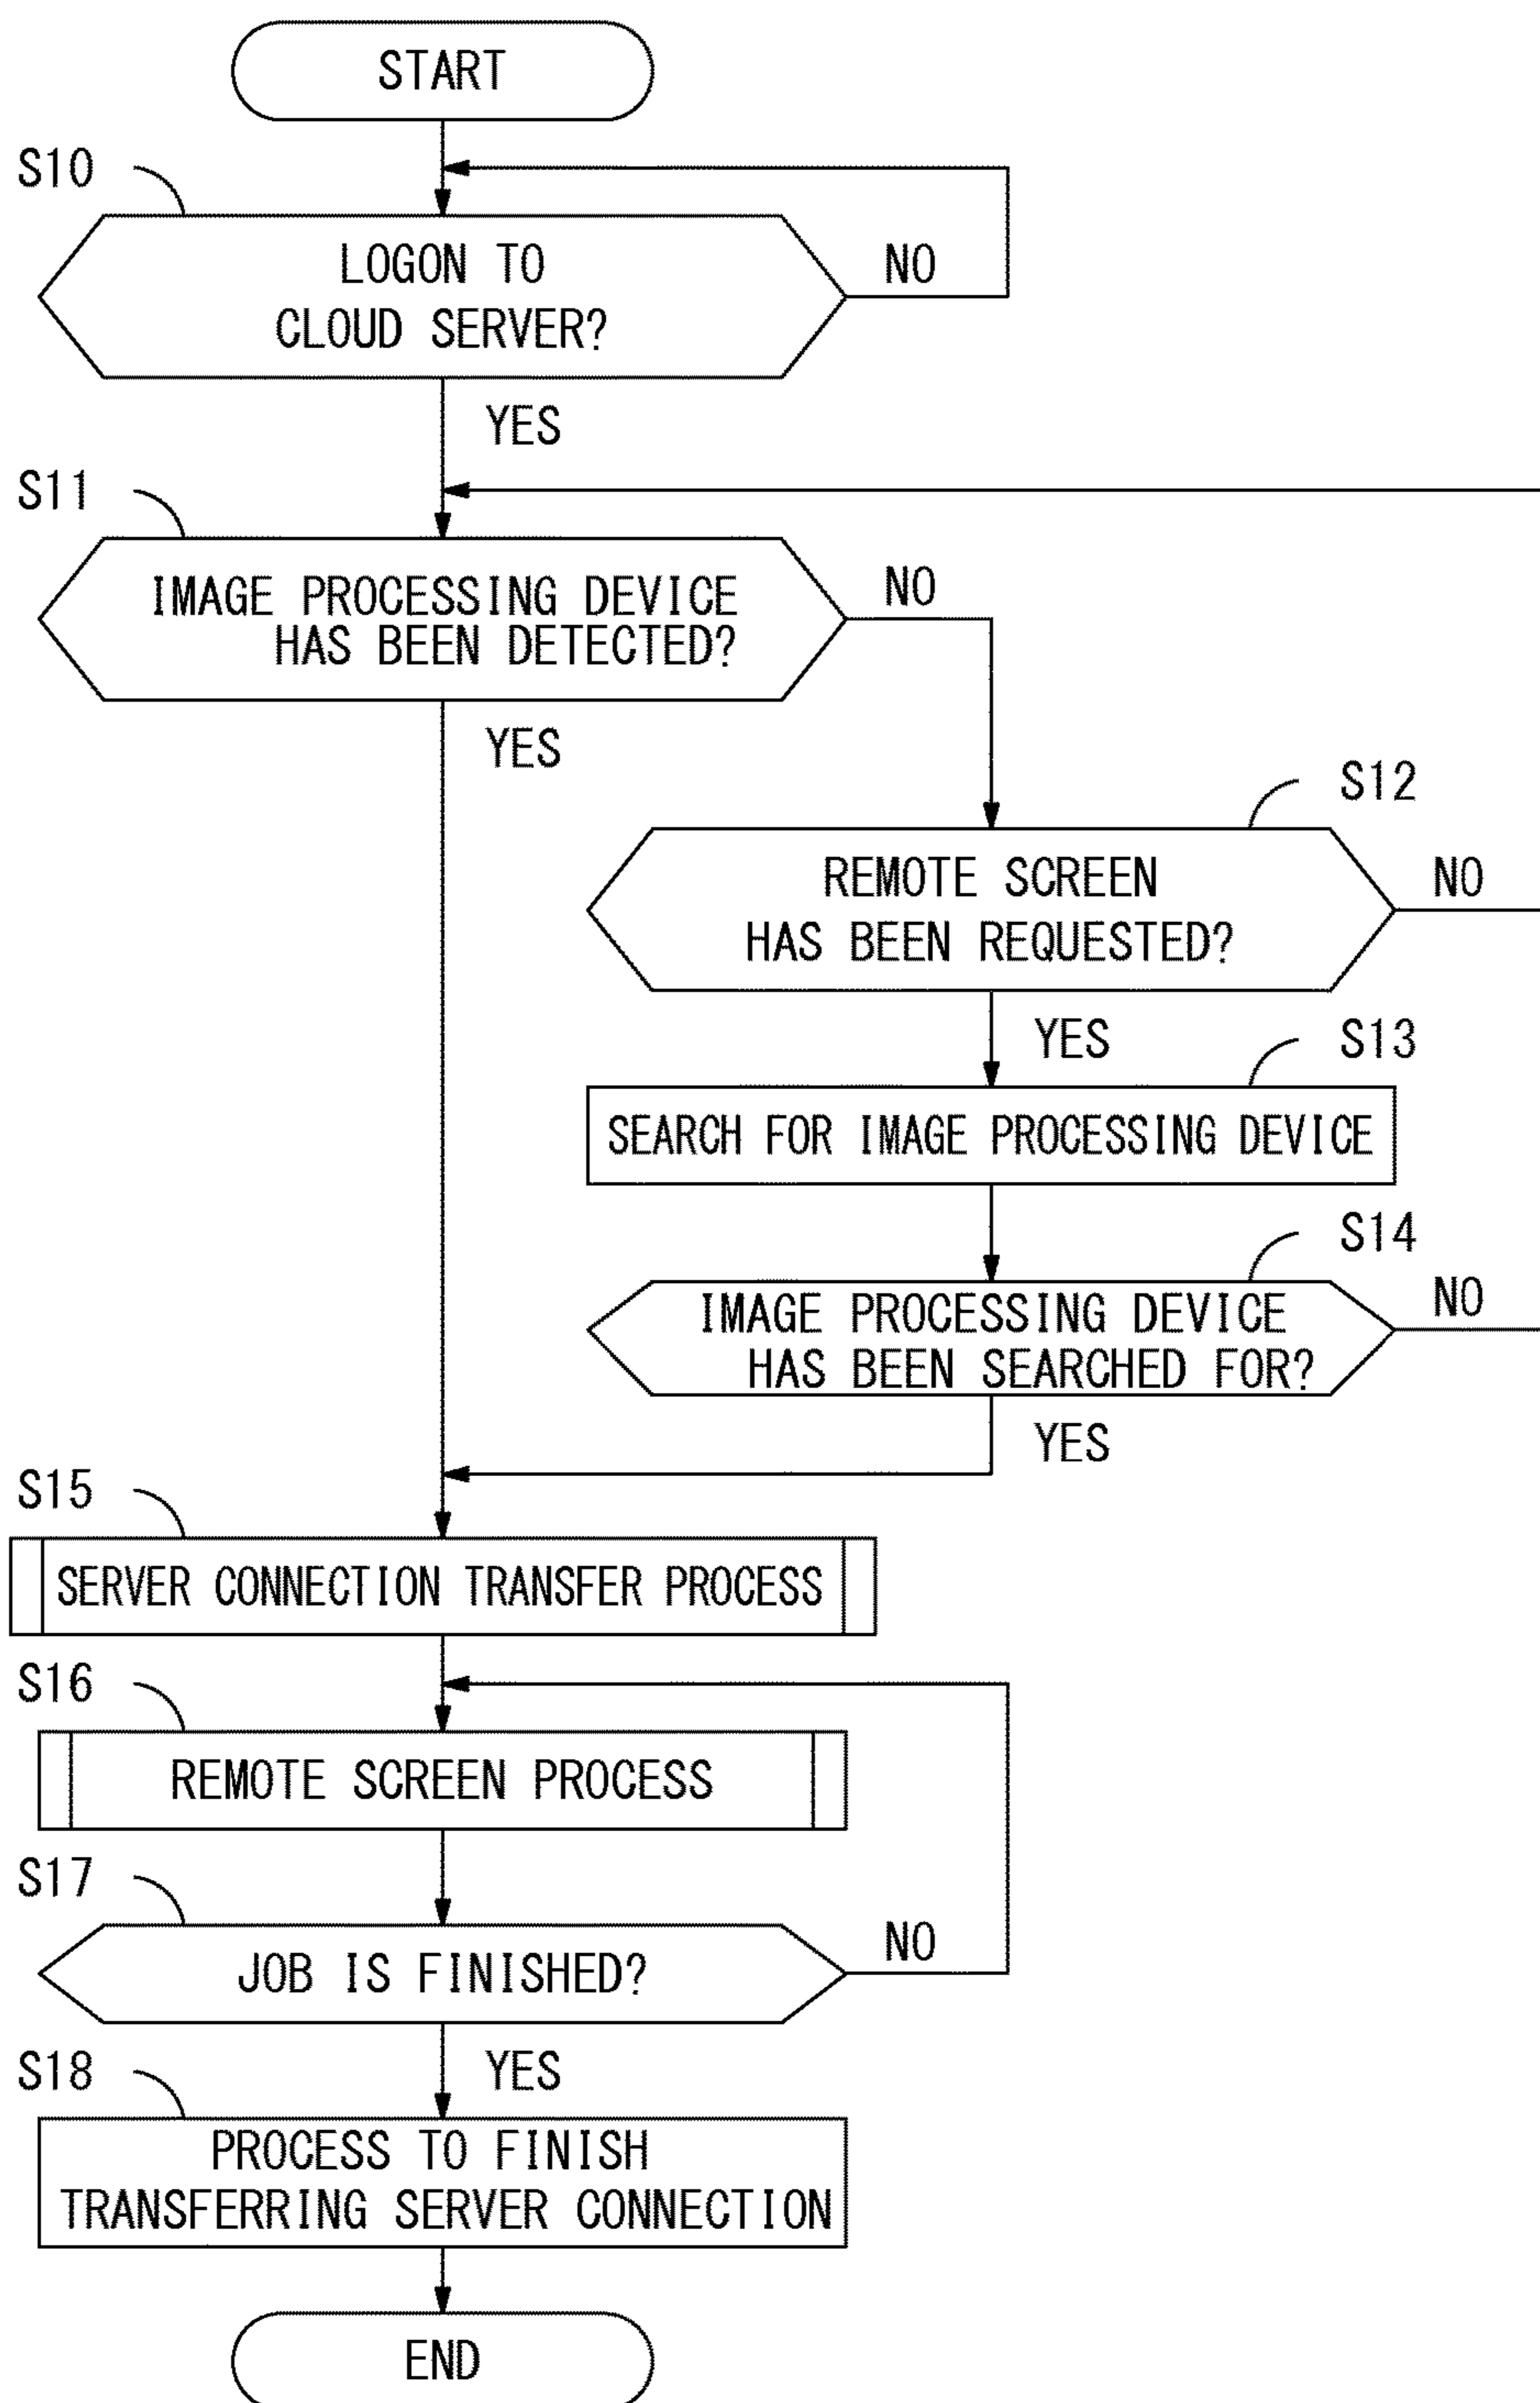 START
S10
LOGON TO
CLOUD SERVER?
NO
YES
S11
IMAGE PROCESSING DEVICE
HAS BEEN DETECTED?
NO
YES
S12
REMOTE SCREEN
HAS BEEN REQUESTED?
NO
YES
S13
SEARCH FOR IMAGE PROCESSING DEVICE
S14
IMAGE PROCESSING DEVICE
HAS BEEN SEARCHED FOR?
NO
YES
S15
SERVER CONNECTION TRANSFER PROCESS
S16
REMOTE SCREEN PROCESS
S17
JOB IS FINISHED?
NO
YES
S18
PROCESS TO FINISH
TRANSFERRING SERVER CONNECTION
END